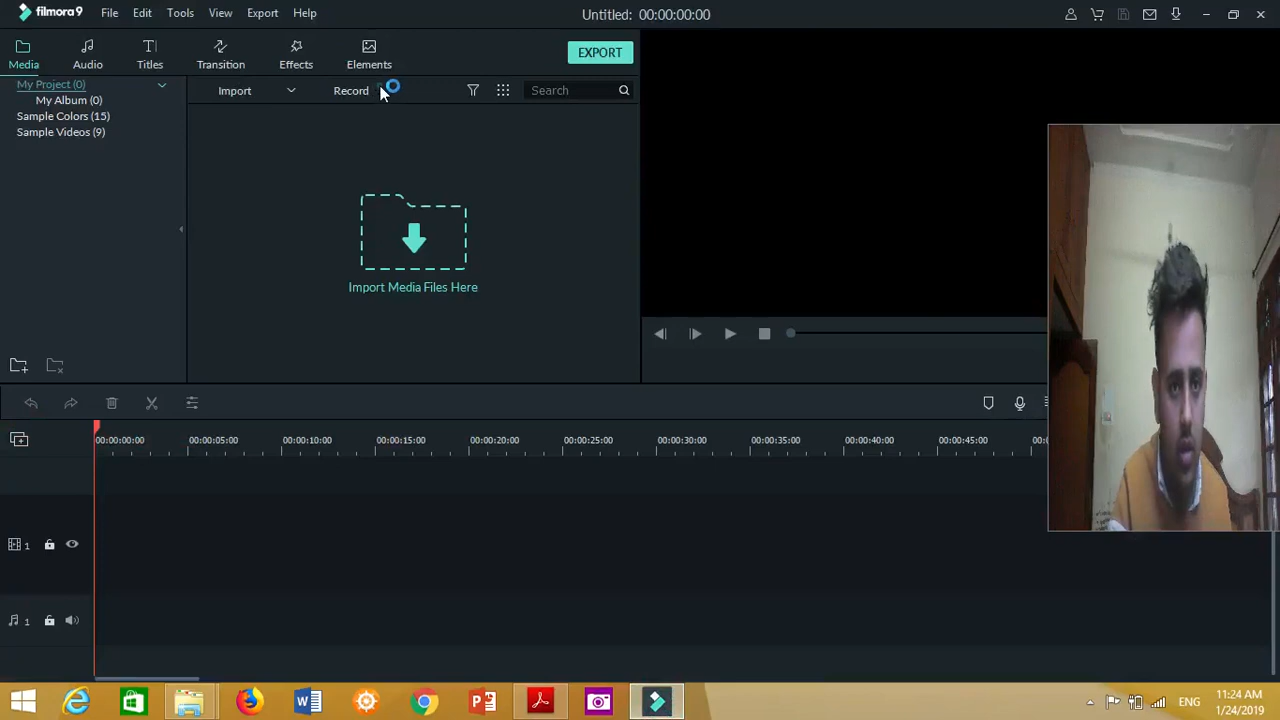 filmora9 File Edit Tools View Export Help Untitled: 00:00:00:00
Media Audio Titles Transition Effects Elements EXPORT
My Project (0) Import Record Search
My Album (0)
Sample Colors (15)
Sample Videos (9)
Import Media Files Here
00:00:00:00 00:00:05:00 00:00:10:00 00:00:15:00 00:00:20:00 00:00:25:00 00:00:30:00 00:00:35:00 00:00:40:00 00:00:45:00 00:0
1
1
ENG 11:24 AM
1/24/2019